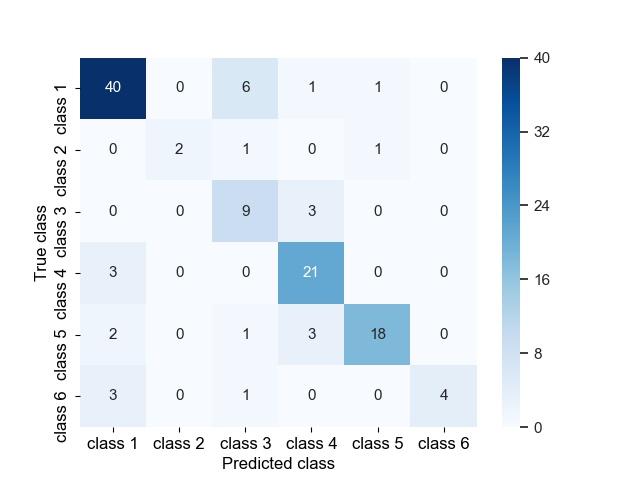 class 1 40 0 6 1 1 0
class 2 0 2 1 0 1 0
class 3 0 0 9 3 0 0
class 4 3 0 0 21 0 0
class 5 2 0 1 3 18 0
class 6 3 0 1 0 0 4
class 1 class 2 class 3 class 4 class 5 class 6
Predicted class
True class
40
32
24
16
8
0